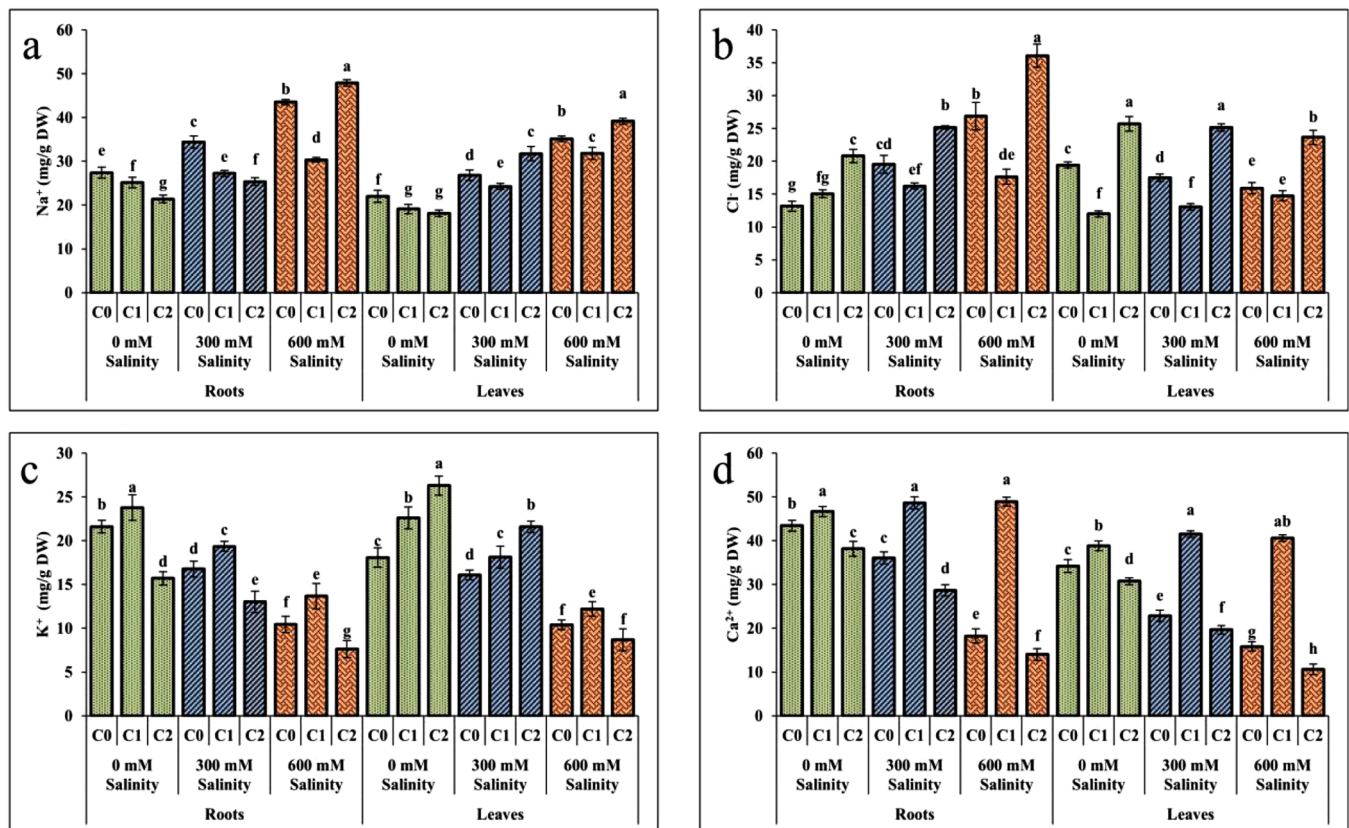 a
Na⁺ (mg/g DW)
60
50
40
30
20
10
0
e f g c e f b d a f g g d e c b c a
C0 C1 C2 C0 C1 C2 C0 C1 C2 C0 C1 C2 C0 C1 C2 C0 C1 C2
0 mM 300 mM 600 mM 0 mM 300 mM 600 mM
Salinity Salinity Salinity Salinity Salinity Salinity
Roots Leaves
b
Cl⁻ (mg/g DW)
40
35
30
25
20
15
10
5
0
g fg c cd ef b b de a c f a d f a e e b
C0 C1 C2 C0 C1 C2 C0 C1 C2 C0 C1 C2 C0 C1 C2 C0 C1 C2
0 mM 300 mM 600 mM 0 mM 300 mM 600 mM
Salinity Salinity Salinity Salinity Salinity Salinity
Roots Leaves
c
K⁺ (mg/g DW)
30
25
20
15
10
5
0
b a d d c e f e g c b a d c b f e f
C0 C1 C2 C0 C1 C2 C0 C1 C2 C0 C1 C2 C0 C1 C2 C0 C1 C2
0 mM 300 mM 600 mM 0 mM 300 mM 600 mM
Salinity Salinity Salinity Salinity Salinity Salinity
Roots Leaves
d
Ca²⁺ (mg/g DW)
60
50
40
30
20
10
0
b a c c a d e a f c b d e a f g ab h
C0 C1 C2 C0 C1 C2 C0 C1 C2 C0 C1 C2 C0 C1 C2 C0 C1 C2
0 mM 300 mM 600 mM 0 mM 300 mM 600 mM
Salinity Salinity Salinity Salinity Salinity Salinity
Roots Leaves